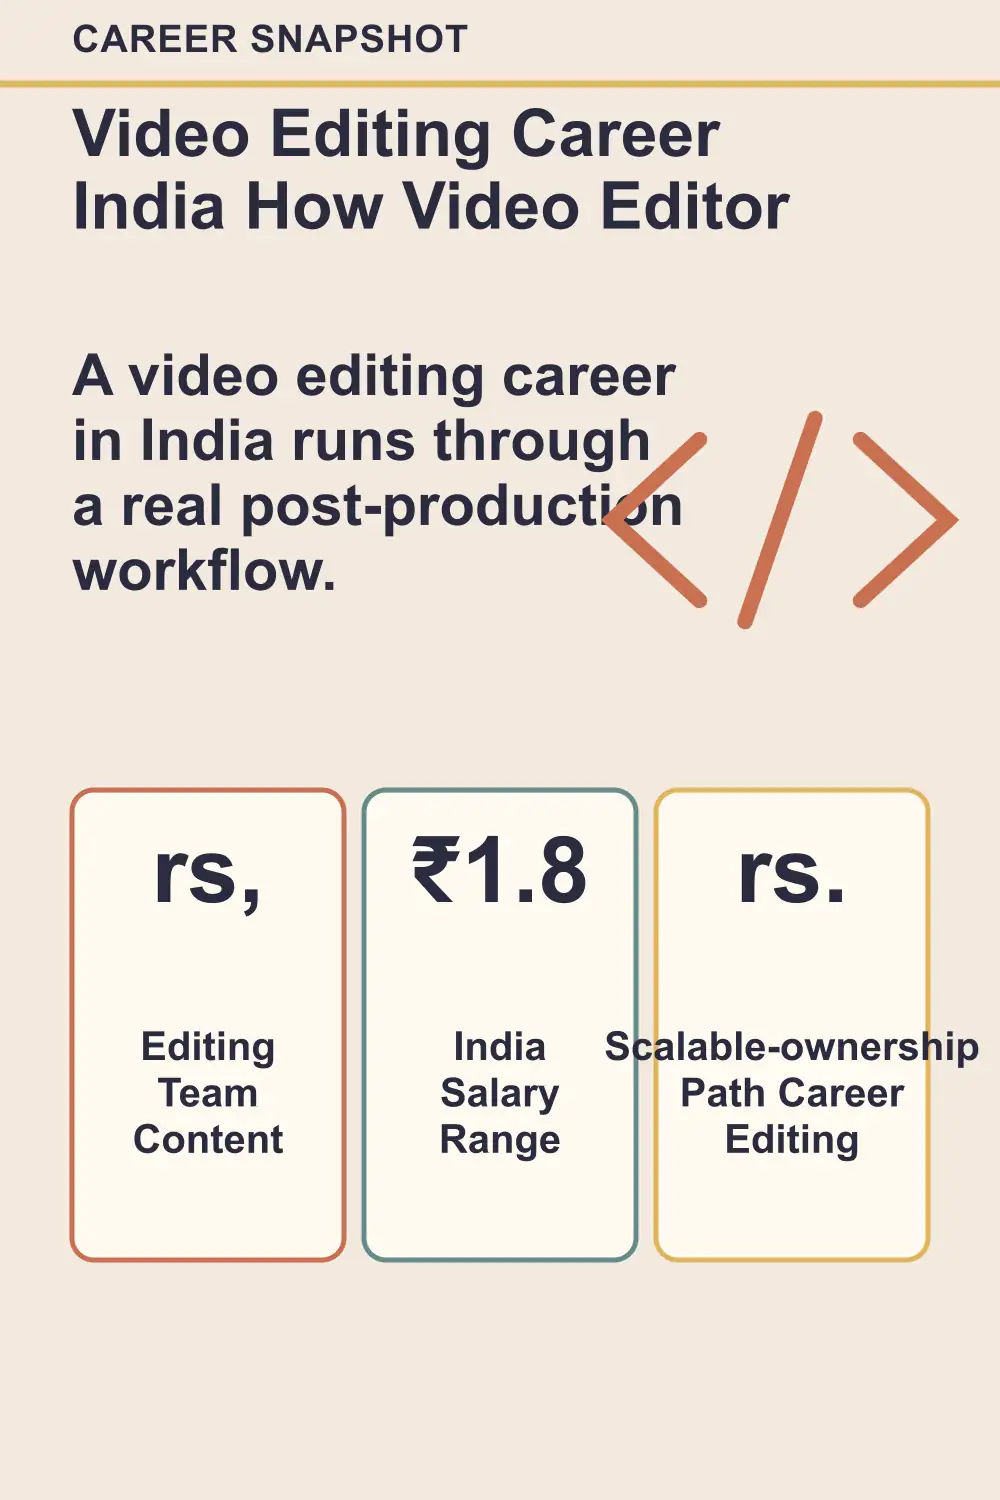 CAREER SNAPSHOT
Video Editing Career
India How Video Editor
A video editing career
in India runs through
a real post-production
workflow.
rs,
Editing
Team
Content
₹1.8
India
Salary
Range
rs.
Scalable-ownership
Path Career
Editing